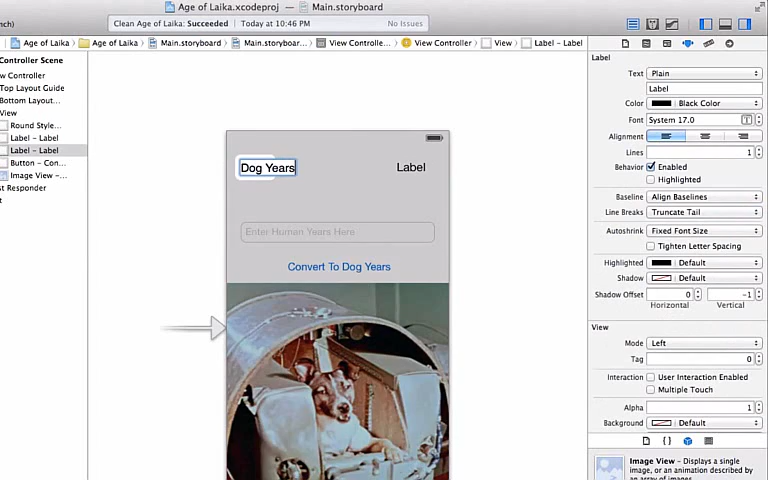 Age of Laika.xcodeproj — Main.storyboard
nch) Clean Age of Laika: Succeeded | Today at 10:46 PM No Issues
Age of Laika Age of Laika Main.storyboard Main.storyboar... View Controlle... View Controller View Label - Label
Controller Scene
w Controller
Top Layout Guide
Bottom Layout...
View
Round Style...
Label - Label
Label - Label
Button - Con...
Image View -...
st Responder
t
Dog Years Label
Enter Human Years Here
Convert To Dog Years
Label
Text Plain
Label
Color Black Color
Font System 17.0 T
Alignment
Lines 1
Behavior Enabled
Highlighted
Baseline Align Baselines
Line Breaks Truncate Tail
Autoshrink Fixed Font Size
Tighten Letter Spacing
Highlighted Default
Shadow Default
Shadow Offset 0 -1
Horizontal Vertical
View
Mode Left
Tag 0
Interaction User Interaction Enabled
Multiple Touch
Alpha 1
Background Default
{ }
Image View - Displays a single
image, or an animation described by
an array of images.